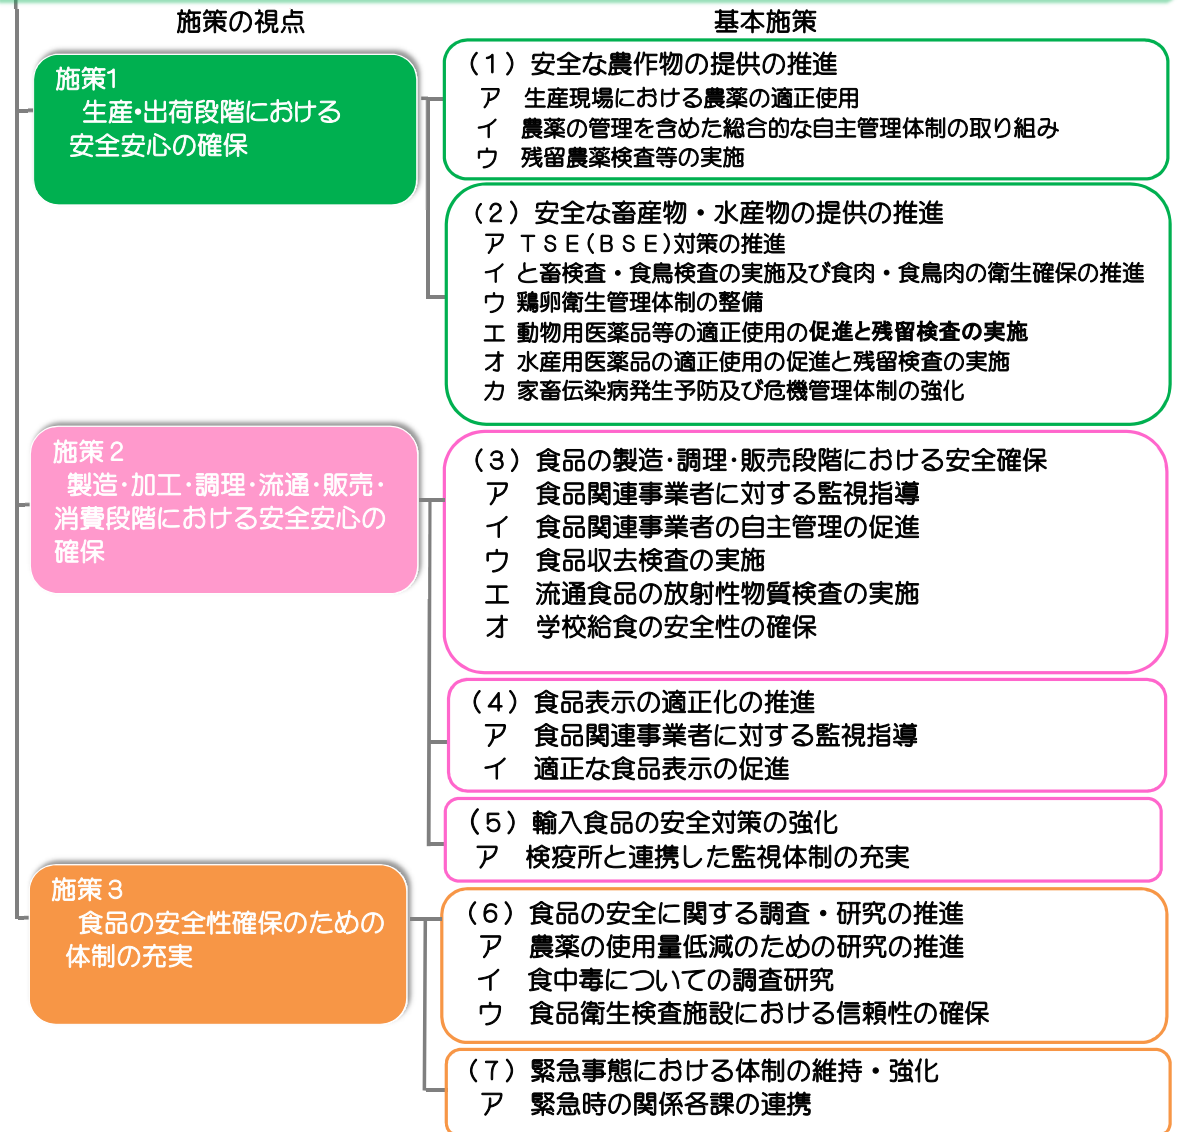 施策の視点
基本施策
施策1
生産・出荷段階における
安全安心の確保
（１）安全な農作物の提供の推進
ア 生産現場における農薬の適正使用
イ 農薬の管理を含めた総合的な自主管理体制の取り組み
ウ 残留農薬検査等の実施
（２）安全な畜産物・水産物の提供の推進
ア ＴＳＥ(ＢＳＥ)対策の推進
イ と畜検査・食鳥検査の実施及び食肉・食鳥肉の衛生確保の推進
ウ 鶏卵衛生管理体制の整備
エ 動物用医薬品等の適正使用の促進と残留検査の実施
オ 水産用医薬品の適正使用の促進と残留検査の実施
カ 家畜伝染病発生予防及び危機管理体制の強化
施策２
製造・加工・調理・流通・販売・
消費段階における安全安心の
確保
（３）食品の製造・調理・販売段階における安全確保
ア 食品関連事業者に対する監視指導
イ 食品関連事業者の自主管理の促進
ウ 食品収去検査の実施
エ 流通食品の放射性物質検査の実施
オ 学校給食の安全性の確保
（４）食品表示の適正化の推進
ア 食品関連事業者に対する監視指導
イ 適正な食品表示の促進
（５）輸入食品の安全対策の強化
ア 検疫所と連携した監視体制の充実
施策３
食品の安全性確保のための
体制の充実
（６）食品の安全に関する調査・研究の推進
ア 農薬の使用量低減のための研究の推進
イ 食中毒についての調査研究
ウ 食品衛生検査施設における信頼性の確保
（７）緊急事態における体制の維持・強化
ア 緊急時の関係各課の連携